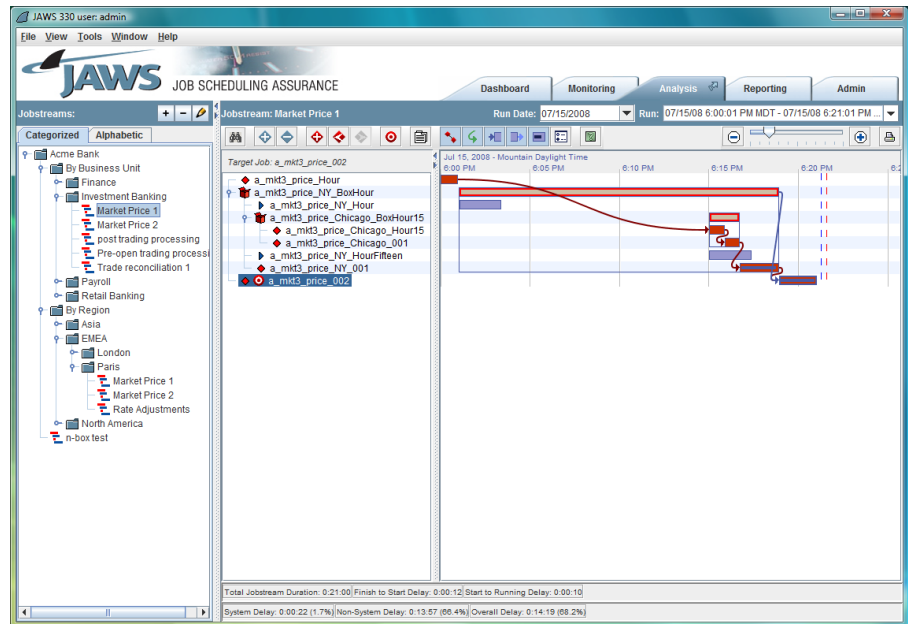 JAWS 330 user: admin
File View Tools Window Help
JAWS JOB SCHEDULING ASSURANCE
Dashboard Monitoring Analysis Reporting Admin
Jobstreams: + -
Jobstream: Market Price 1 Run Date: 07/15/2008 Run: 07/15/08 6:00:01 PM MDT - 07/15/08 6:21:01 PM ...
Categorized Alphabetic
Acme Bank
By Business Unit
Finance
Investment Banking
Market Price 1
Market Price 2
post trading processing
Pre-open trading processi
Trade reconciliation 1
Payroll
Retail Banking
By Region
Asia
EMEA
London
Paris
Market Price 1
Market Price 2
Rate Adjustments
North America
n-box test
Target Job: a_mkt3_price_002
a_mkt3_price_Hour
a_mkt3_price_NY_BoxHour
a_mkt3_price_NY_Hour
a_mkt3_price_Chicago_BoxHour15
a_mkt3_price_Chicago_Hour15
a_mkt3_price_Chicago_001
a_mkt3_price_NY_HourFifteen
a_mkt3_price_NY_001
a_mkt3_price_002
Jul 15, 2008 - Mountain Daylight Time
6:00 PM 6:05 PM 6:10 PM 6:15 PM 6:20 PM 6:2
Total Jobstream Duration: 0:21:00 Finish to Start Delay: 0:00:12 Start to Running Delay: 0:00:10
System Delay: 0:00:22 (1.7%) Non-System Delay: 0:13:57 (66.4%) Overall Delay: 0:14:19 (68.2%)